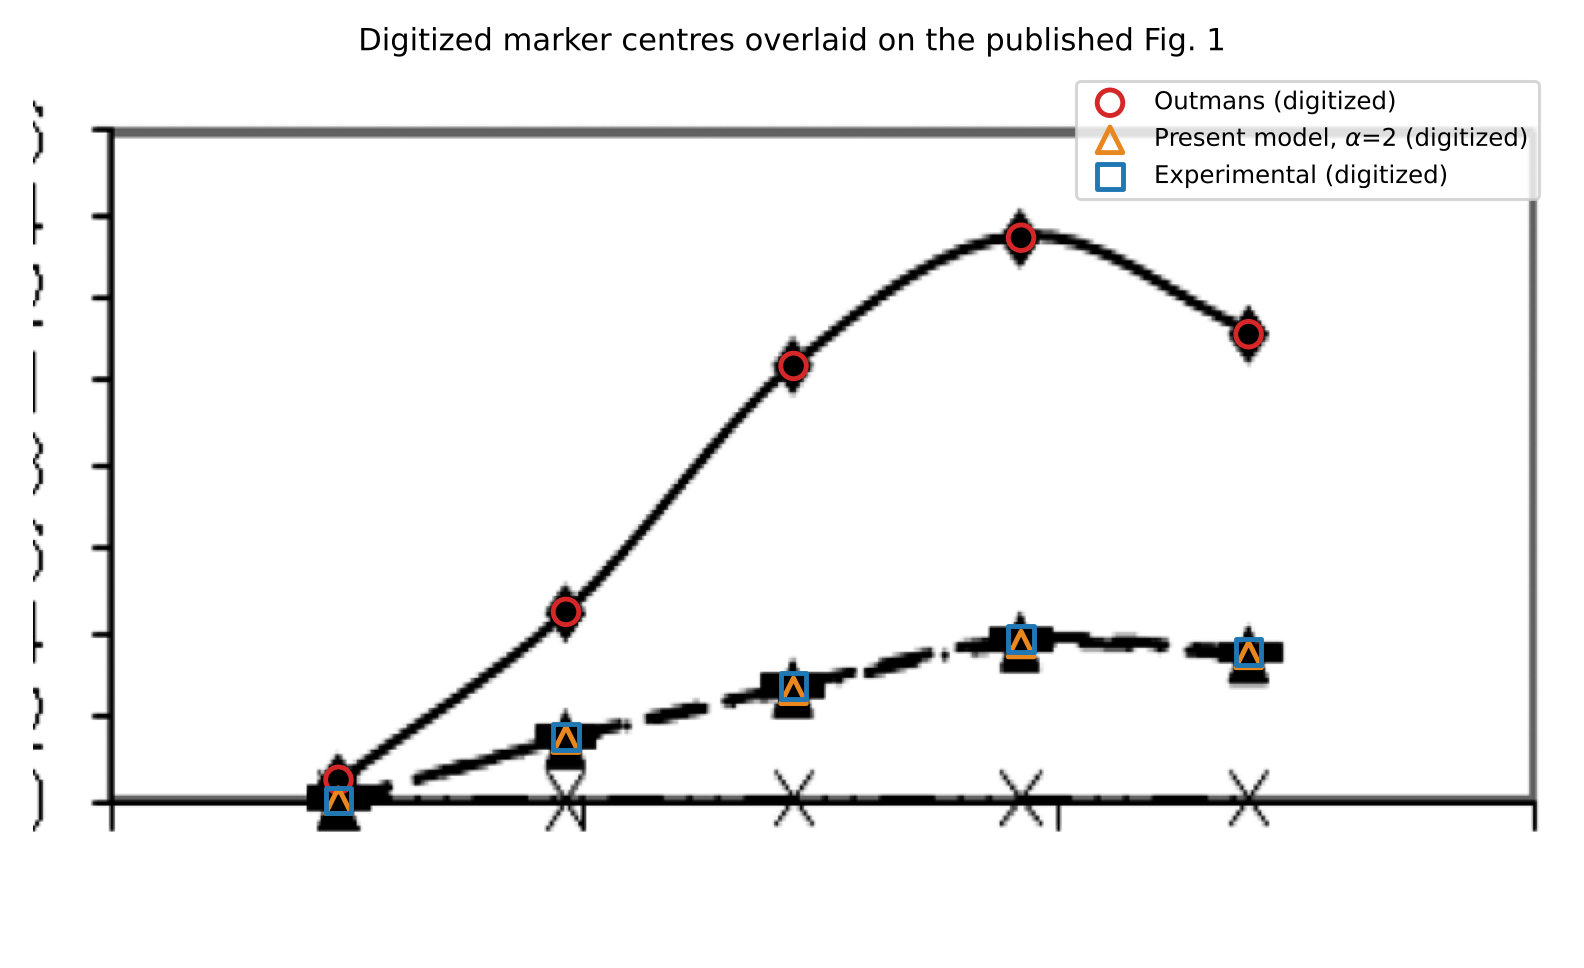 Digitized marker centres overlaid on the published Fig. 1
Outmans (digitized)
Present model, α=2 (digitized)
Experimental (digitized)